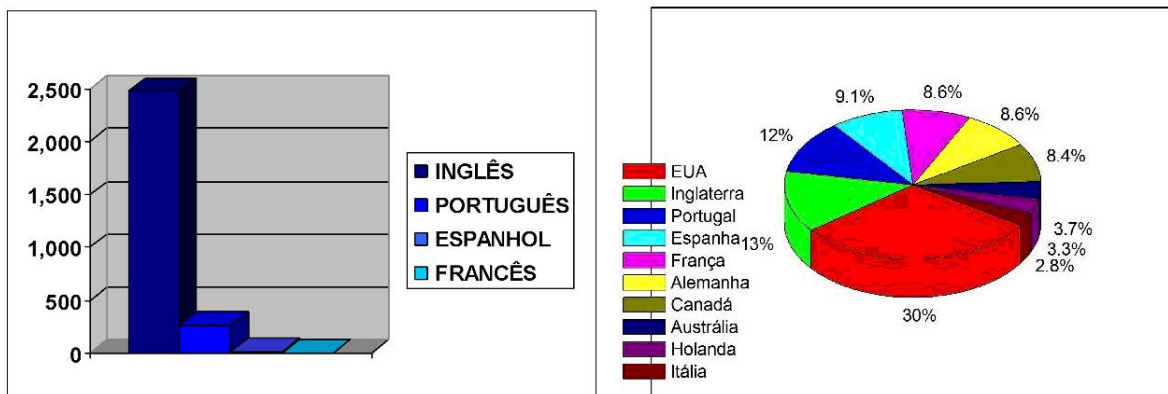 2,500
2,000
1,500
1,000
500
0
INGLÊS
PORTUGUÊS
ESPANHOL
FRANCÊS
8.6%
9.1%
8.6%
12%
8.4%
EUA
Inglaterra
Portugal
Espanha
13%
França
Alemanha
Canadá
Austrália
Holanda
Itália
3.7%
3.3%
2.8%
30%